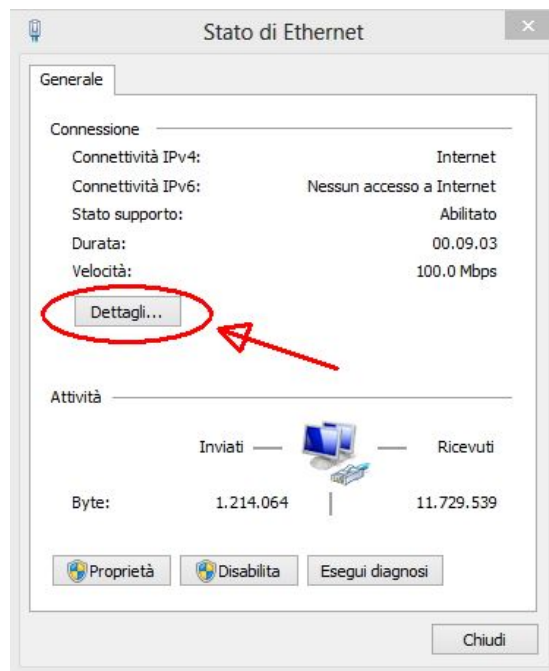 Stato di Ethernet
Generale
Connessione
Connettività IPv4: Internet
Connettività IPv6: Nessun accesso a Internet
Stato supporto: Abilitato
Durata: 00.09.03
Velocità: 100.0 Mbps
Dettagli...
Attività
Inviati Ricevuti
Byte: 1.214.064 11.729.539
Proprietà Disabilita Esegui diagnosi
Chiudi